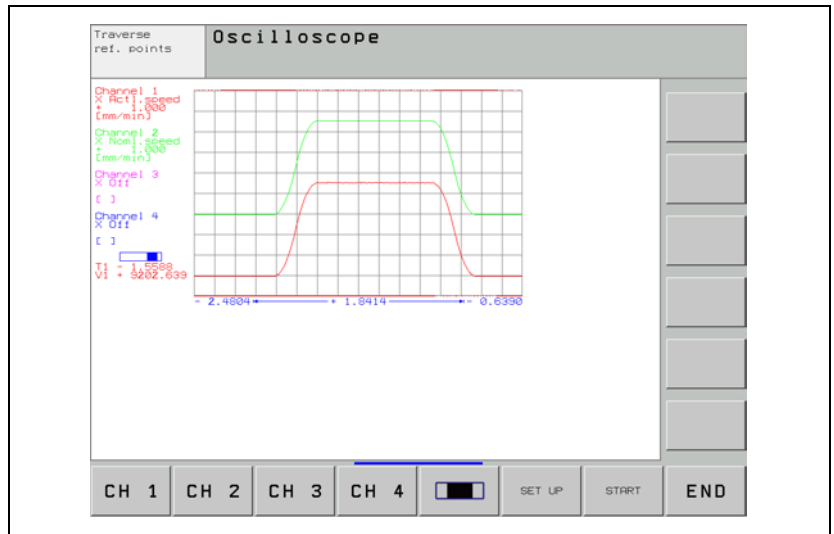 Traverse
ref. points
Oscilloscope
Channel 1
X Actl.speed
+ 1.000
[mm/min]
Channel 2
X Noml.speed
+ 1.000
[mm/min]
Channel 3
X Off
[ ]
Channel 4
X Off
[ ]
T1 - 1.5588
V1 + 9202.639
- 2.4804 + 1.8414 - 0.6390
CH 1 CH 2 CH 3 CH 4 SET UP START END